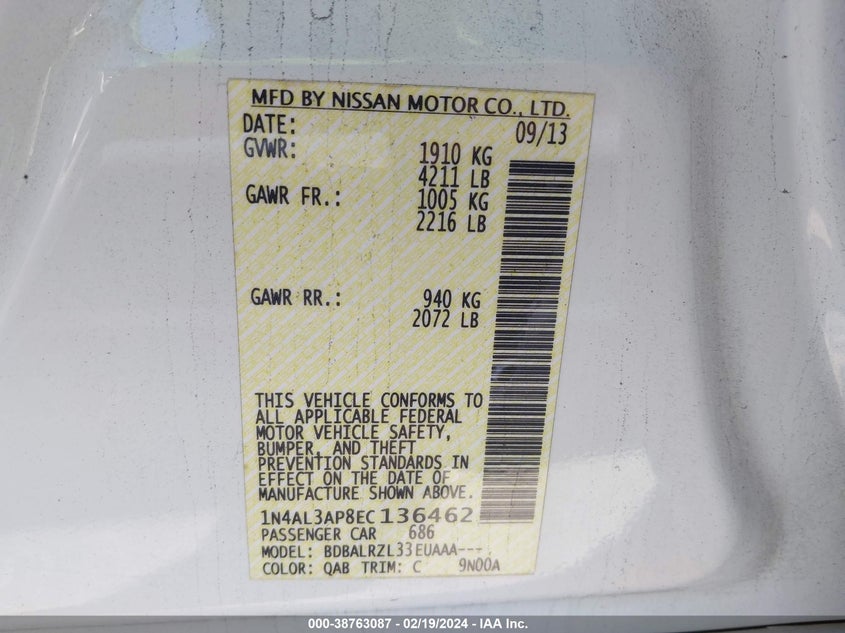 MFD BY NISSAN MOTOR CO., LTD.
DATE: 09/13
GVWR: 1910 KG
4211 LB
GAWR FR.: 1005 KG
2216 LB
GAWR RR.: 940 KG
2072 LB
THIS VEHICLE CONFORMS TO
ALL APPLICABLE FEDERAL
MOTOR VEHICLE SAFETY,
BUMPER, AND THEFT
PREVENTION STANDARDS IN
EFFECT ON THE DATE OF
MANUFACTURE SHOWN ABOVE.
1N4AL3AP8EC136462
PASSENGER CAR 686
MODEL: BDBALRZL33EUAAA---
COLOR: QAB TRIM: C 9N00A
000-38763087 - 02/19/2024 - IAA Inc.